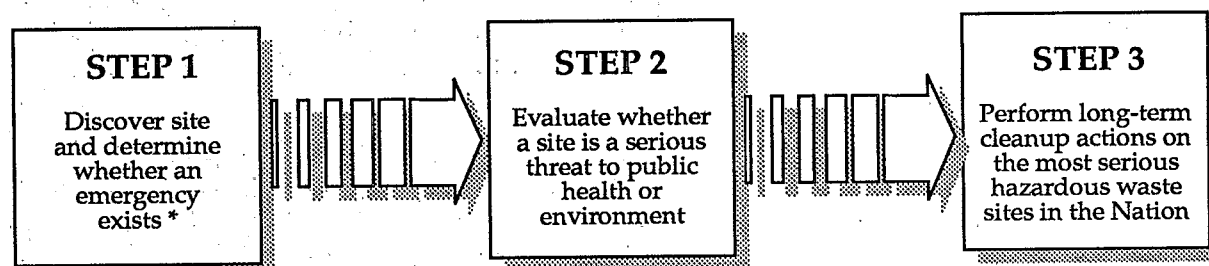 STEP 1
Discover site
and determine
whether an
emergency
exists *
STEP 2
Evaluate whether
a site is a serious
threat to public
health or
environment
STEP 3
Perform long-term
cleanup actions on
the most serious
hazardous waste
sites in the Nation